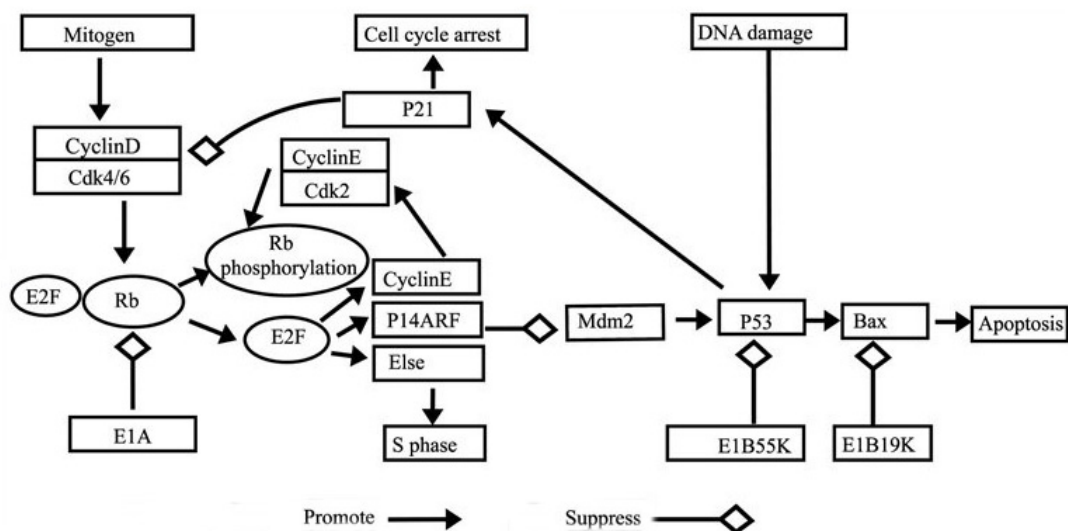 Mitogen
Cell cycle arrest
DNA damage
P21
CyclinD
Cdk4/6
CyclinE
Cdk2
Rb
phosphorylation
E2F
Rb
CyclinE
E2F
P14ARF
Else
Mdm2
P53
Bax
Apoptosis
E1A
S phase
E1B55K
E1B19K
Promote
Suppress